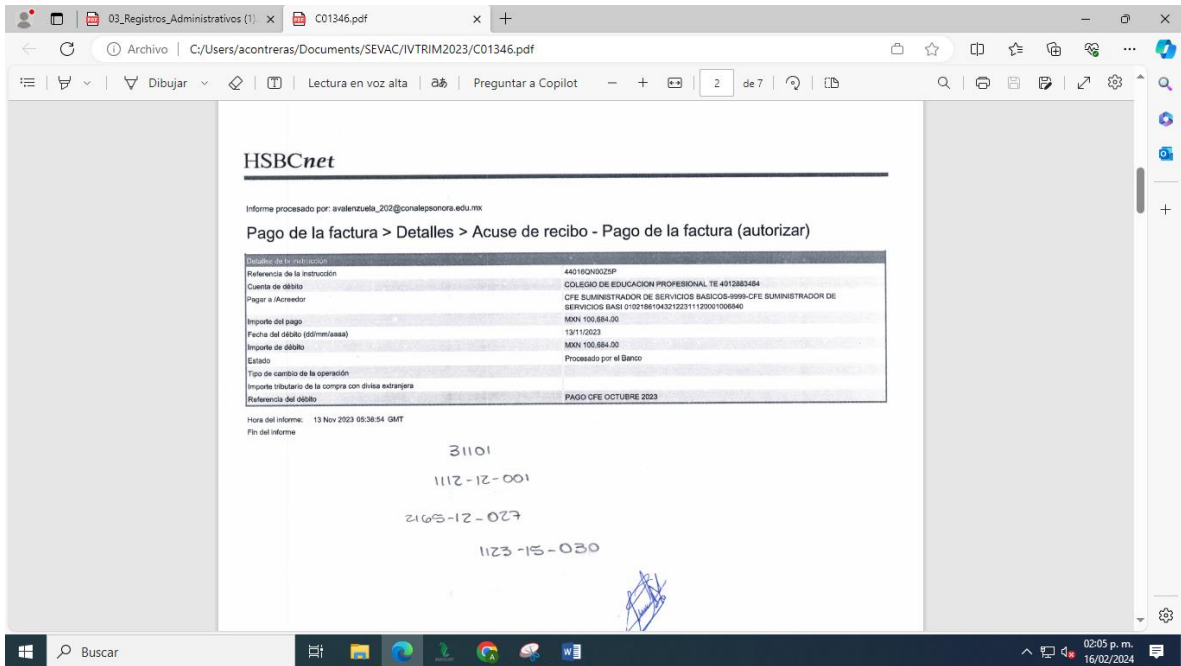 03_Registros_Administrativos (1).
C01346.pdf
Archivo C:/Users/acontreras/Documents/SEVAC/IVTRIM2023/C01346.pdf
Dibujar Lectura en voz alta Preguntar a Copilot 2 de 7
HSBCnet
Informe procesado por: avalenzuela_202@conalepsonora.edu.mx
Pago de la factura > Detalles > Acuse de recibo - Pago de la factura (autorizar)
Detalles de la instrucción
Referencia de la instrucción 44016QN00Z5P
Cuenta de débito COLEGIO DE EDUCACION PROFESIONAL TE 4012883484
Pagar a /Acreedor CFE SUMINISTRADOR DE SERVICIOS BASICOS-9999-CFE SUMINISTRADOR DE
SERVICIOS BASI 010218610432122311120001006840
Importe del pago MXN 100,684.00
Fecha del débito (dd/mm/aaaa) 13/11/2023
Importe de débito MXN 100,684.00
Estado Procesado por el Banco
Tipo de cambio de la operación
Importe tributario de la compra con divisa extranjera
Referencia del débito PAGO CFE OCTUBRE 2023
Hora del informe: 13 Nov 2023 05:38:54 GMT
Fin del informe
31101
1112-12-001
2165-12-027
1123-15-030
Buscar
02:05 p. m.
16/02/2024